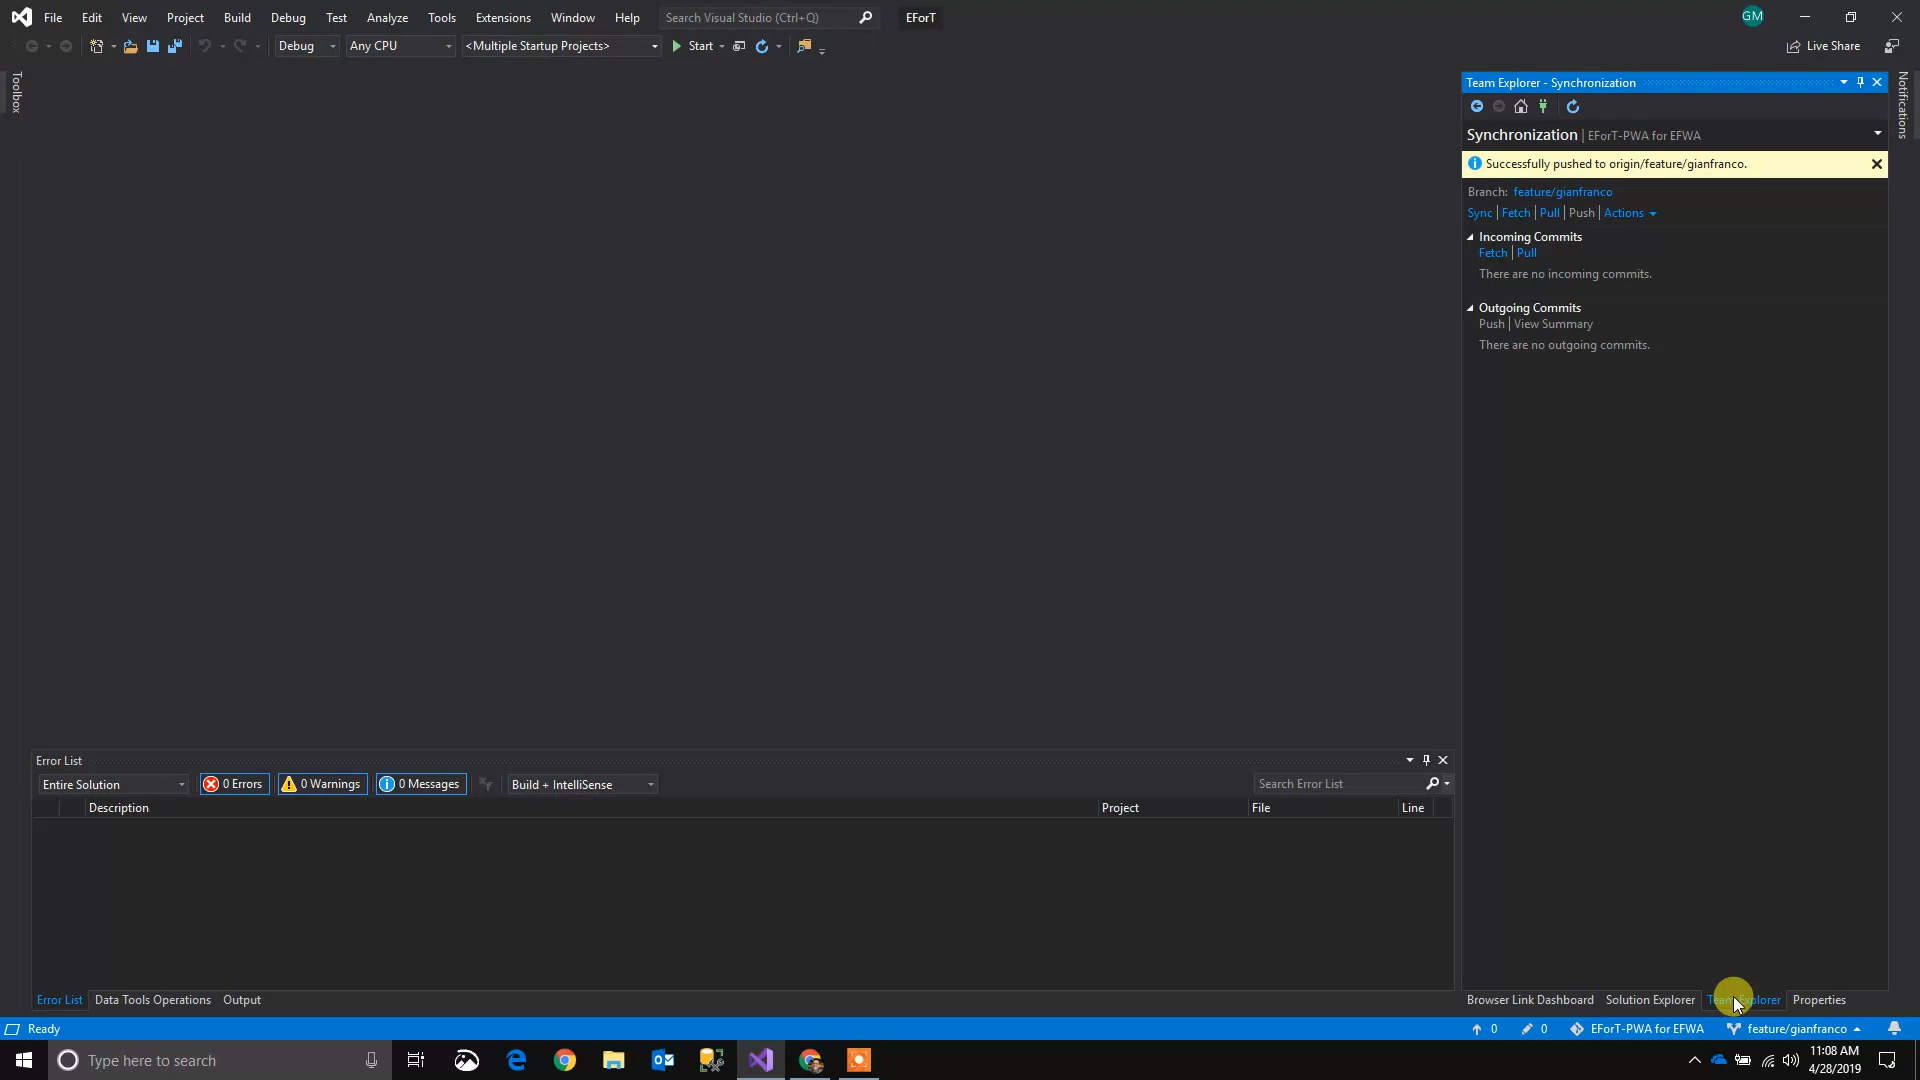 File Edit View Project Build Debug Test Analyze Tools Extensions Window Help Search Visual Studio (Ctrl+Q) EForT GM
Debug Any CPU <Multiple Startup Projects> Start Live Share
Toolbox
Notifications
Team Explorer - Synchronization
Synchronization | EForT-PWA for EFWA
Successfully pushed to origin/feature/gianfranco.
Branch: feature/gianfranco
Sync | Fetch | Pull | Push | Actions
Incoming Commits
Fetch | Pull
There are no incoming commits.
Outgoing Commits
Push | View Summary
There are no outgoing commits.
Error List
Entire Solution 0 Errors 0 Warnings 0 Messages Build + IntelliSense Search Error List
Description Project File Line
Error List Data Tools Operations Output
Browser Link Dashboard Solution Explorer Team Explorer Properties
Ready 0 0 EForT-PWA for EFWA feature/gianfranco
Type here to search
11:08 AM
4/28/2019